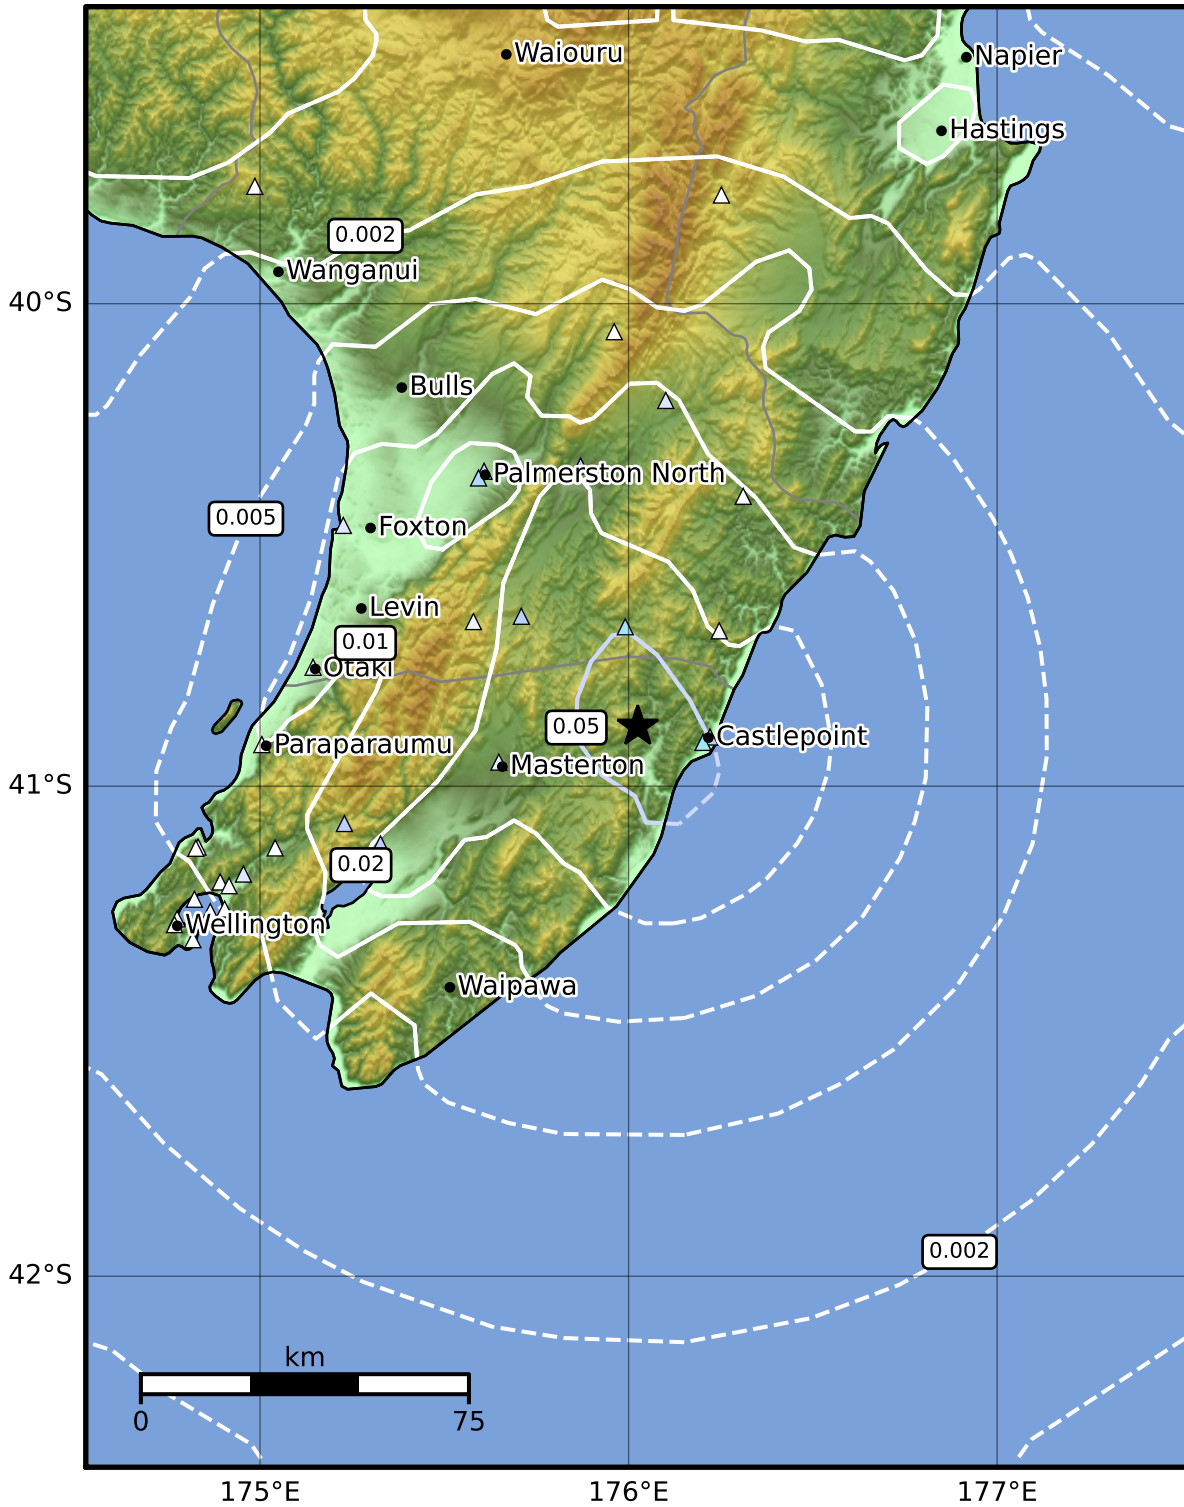 Waiouru
Napier
Hastings
0.002
Wanganui
40°S
Bulls
Palmerston North
0.005
Foxton
Levin
0.01
Otaki
0.05
Castlepoint
Paraparaumu
Masterton
41°S
0.02
Wellington
Waipawa
0.002
42°S
km
0
75
175°E
176°E
177°E